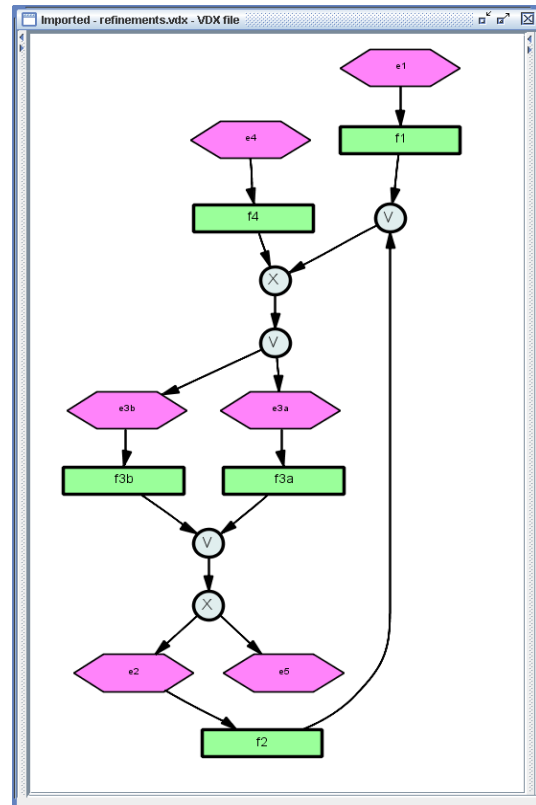 Imported - refinements.vdx - VDX file
e1
e4
f1
f4
V
X
V
e3b
e3a
f3b
f3a
V
X
e2
e5
f2